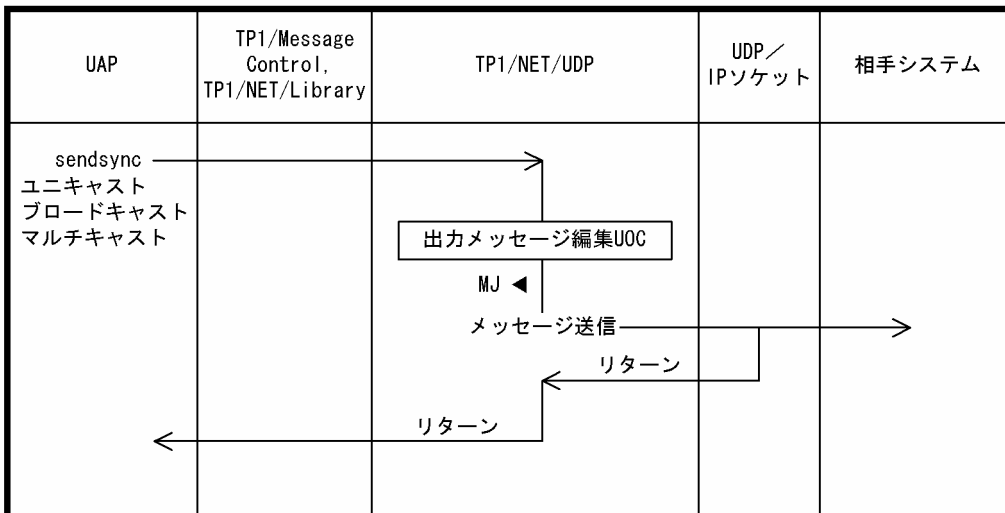 UAP
TP1/Message
Control,
TP1/NET/Library
TP1/NET/UDP
UDP／
IPソケット
相手システム
sendsync
ユニキャスト
ブロードキャスト
マルチキャスト
出力メッセージ編集UOC
MJ
メッセージ送信
リターン
リターン